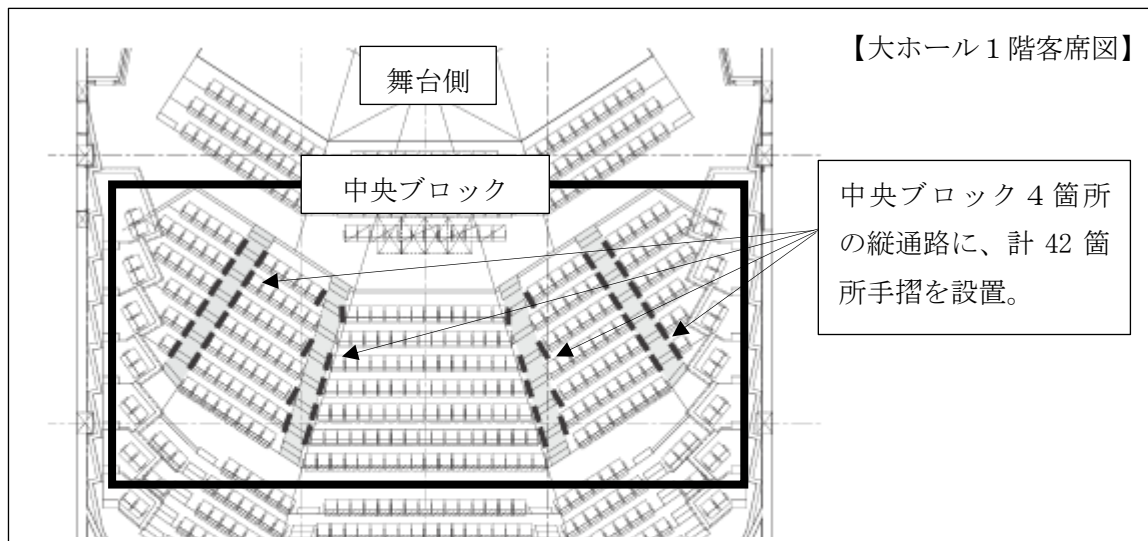 【大ホール１階客席図】
舞台側
中央ブロック
中央ブロック４箇所
の縦通路に、計 42 箇
所手摺を設置。